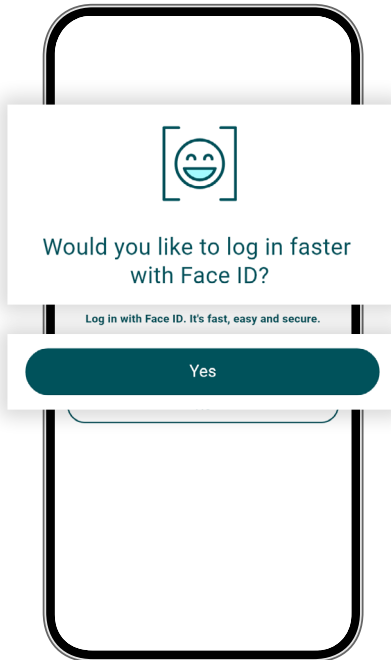 Would you like to log in faster
with Face ID?
Log in with Face ID. It's fast, easy and secure.
Yes